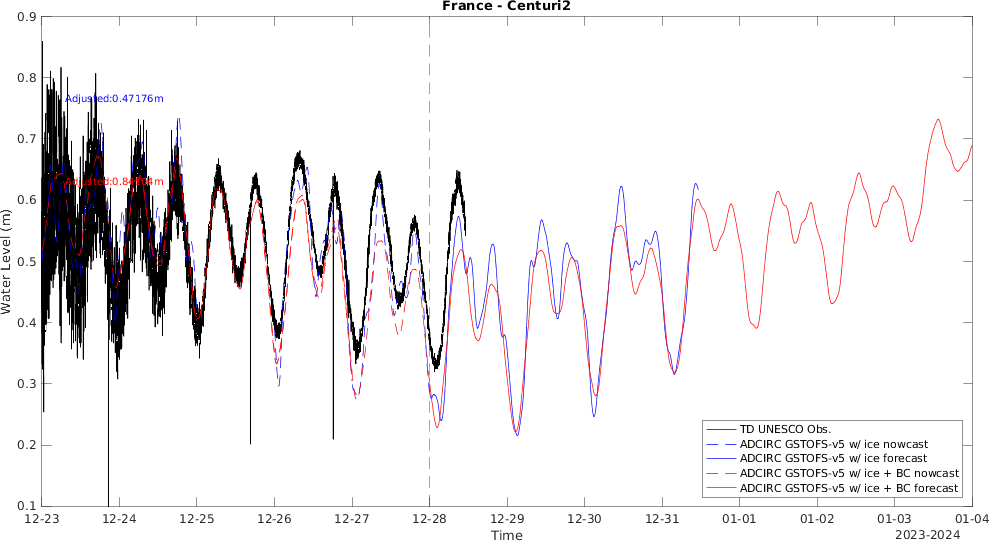 France - Centuri2
0.9
0.8
0.7
0.6
0.5
0.4
0.3
0.2
0.1
Water Level (m)
Adjusted:0.47176m
12-23
12-24
12-25
12-26
12-27
12-28
12-29
12-30
12-31
01-01
01-02
01-03
01-04
Time
2023-2024
TD UNESCO Obs.
ADCIRC GSTOFS-v5 w/ ice nowcast
ADCIRC GSTOFS-v5 w/ ice forecast
ADCIRC GSTOFS-v5 w/ ice + BC nowcast
ADCIRC GSTOFS-v5 w/ ice + BC forecast